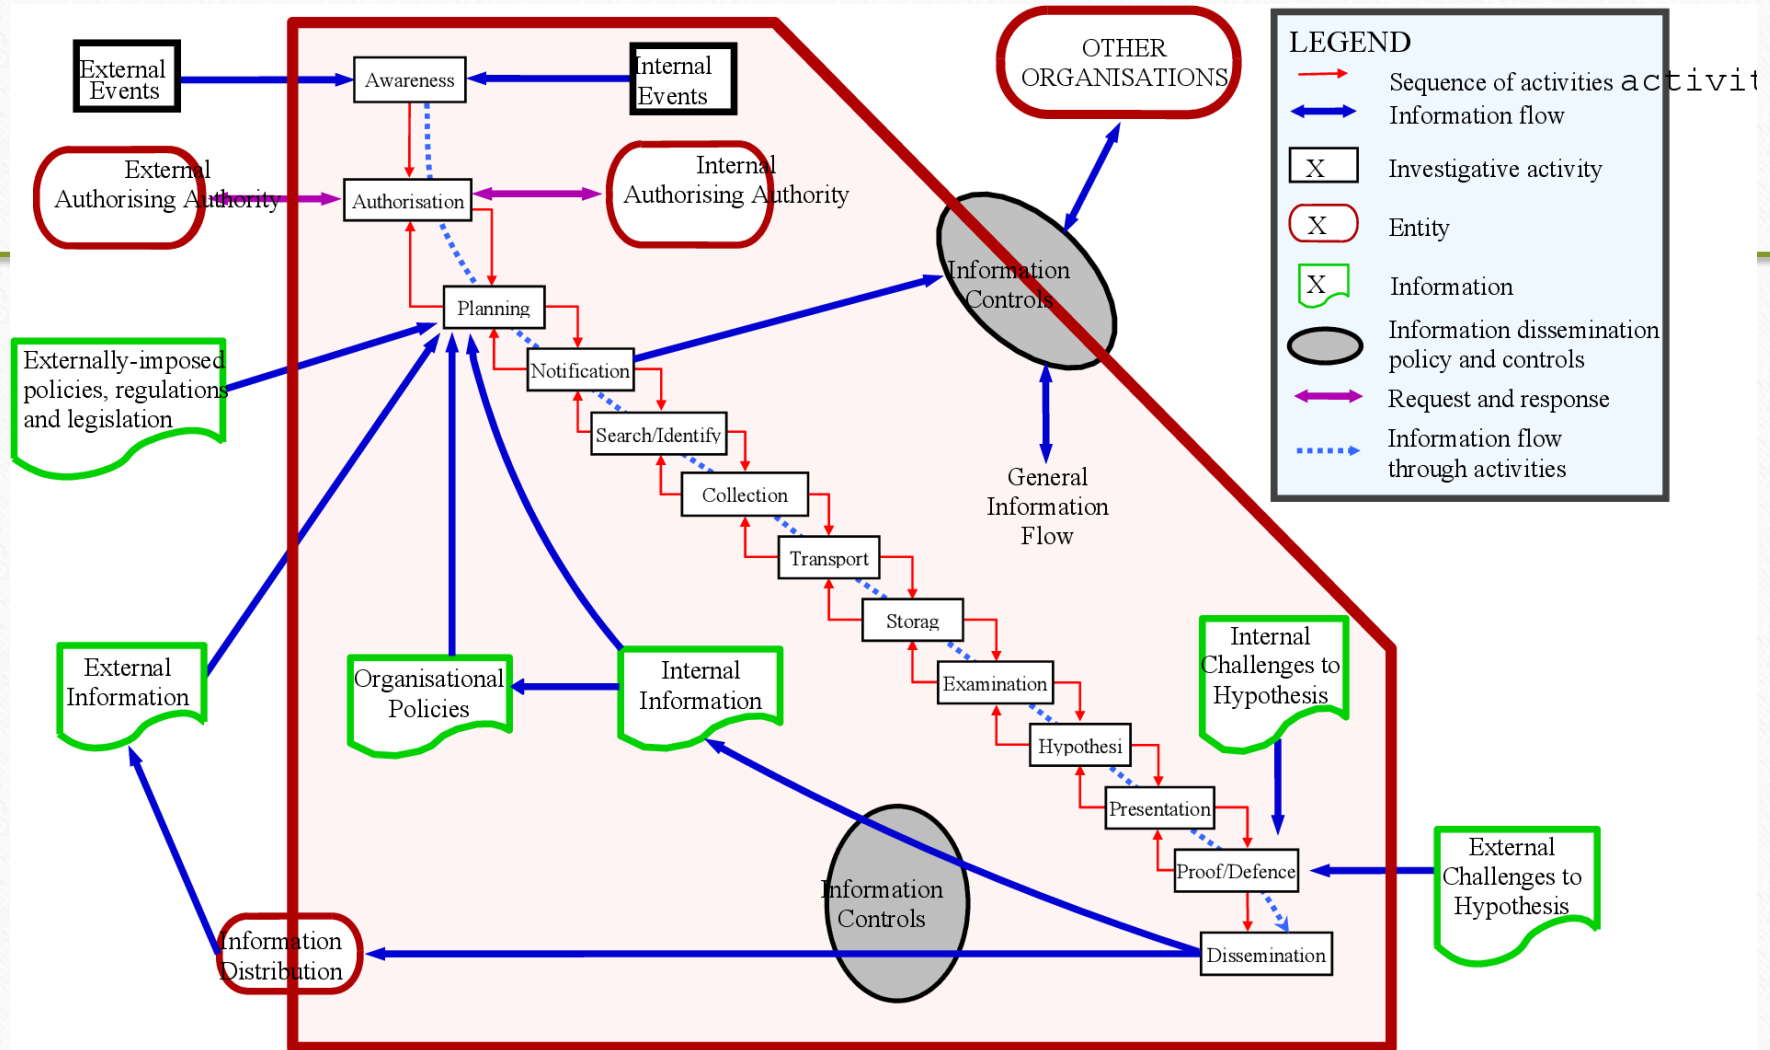 External
Events
Awareness
Internal
Events
OTHER
ORGANISATIONS
External
Authorising Authority
Authorisation
Internal
Authorising Authority
Planning
Information
Controls
Externally-imposed
policies, regulations
and legislation
Notification
Search/Identify
Collection
General
Information
Flow
Transport
Storag
Examination
Hypothesi
Presentation
Proof/Defence
Dissemination
External
Information
Organisational
Policies
Internal
Information
Internal
Challenges to
Hypothesis
External
Challenges to
Hypothesis
Information
Controls
Information
Distribution
LEGEND
Sequence of activities activit
Information flow
X Investigative activity
X Entity
X Information
Information dissemination
policy and controls
Request and response
Information flow
through activities